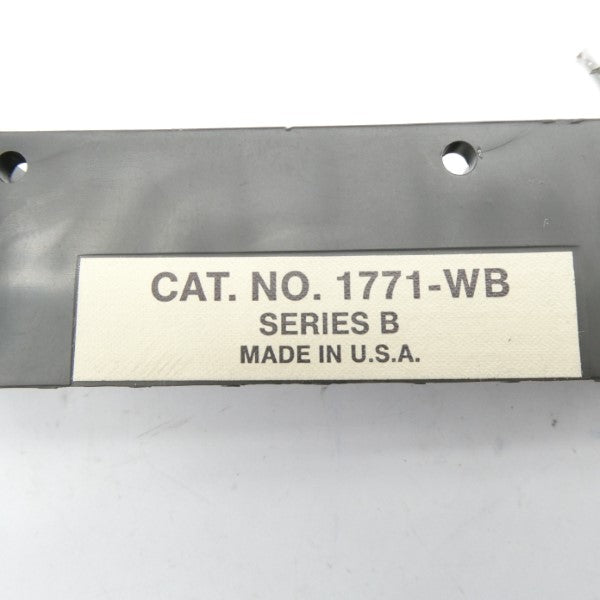 CAT. NO. 1771-WB
SERIES B
MADE IN U.S.A.